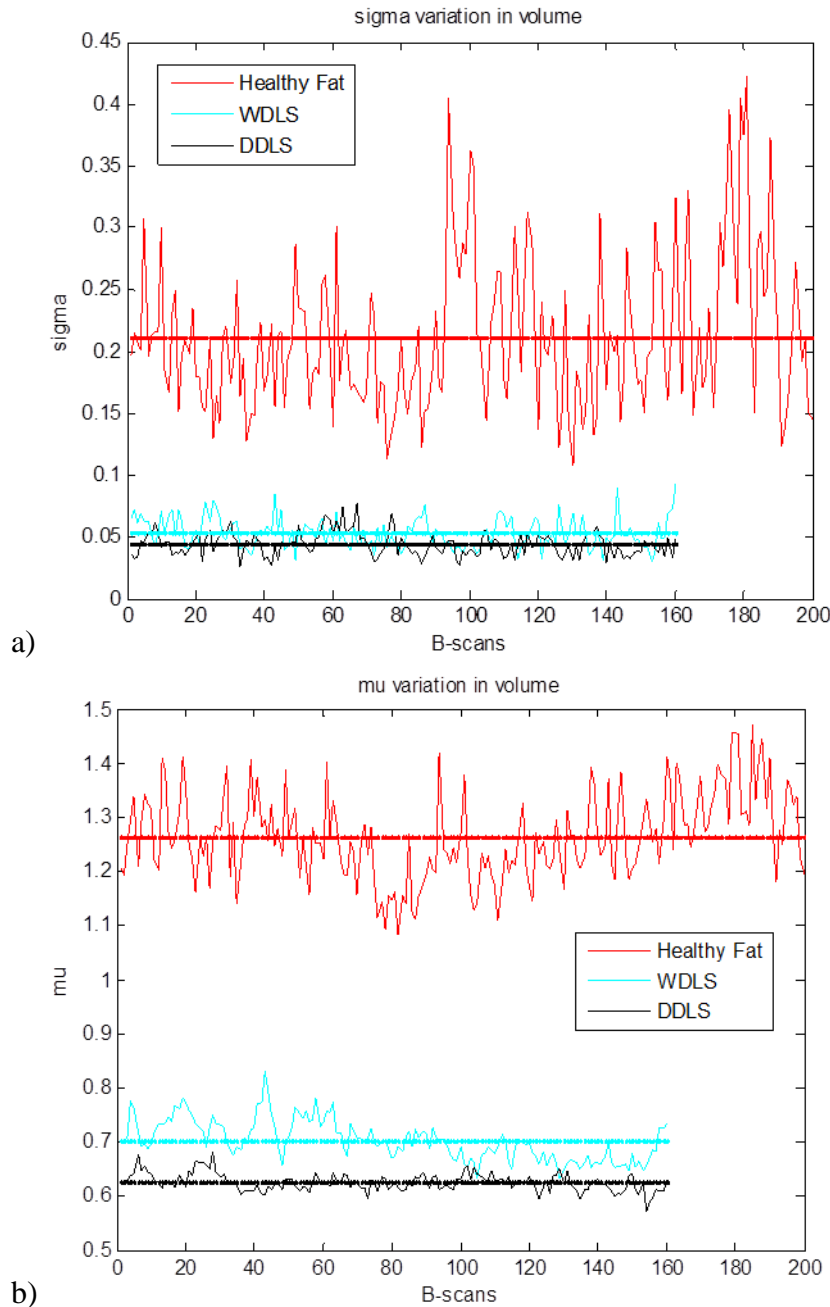 sigma variation in volume
0.45
0.4
0.35
0.3
0.25
0.2
0.15
0.1
0.05
0
sigma
Healthy Fat
WDLS
DDLS
0 20 40 60 80 100 120 140 160 180 200
B-scans
a)
mu variation in volume
1.5
1.4
1.3
1.2
1.1
1
0.9
0.8
0.7
0.6
0.5
mu
Healthy Fat
WDLS
DDLS
0 20 40 60 80 100 120 140 160 180 200
B-scans
b)